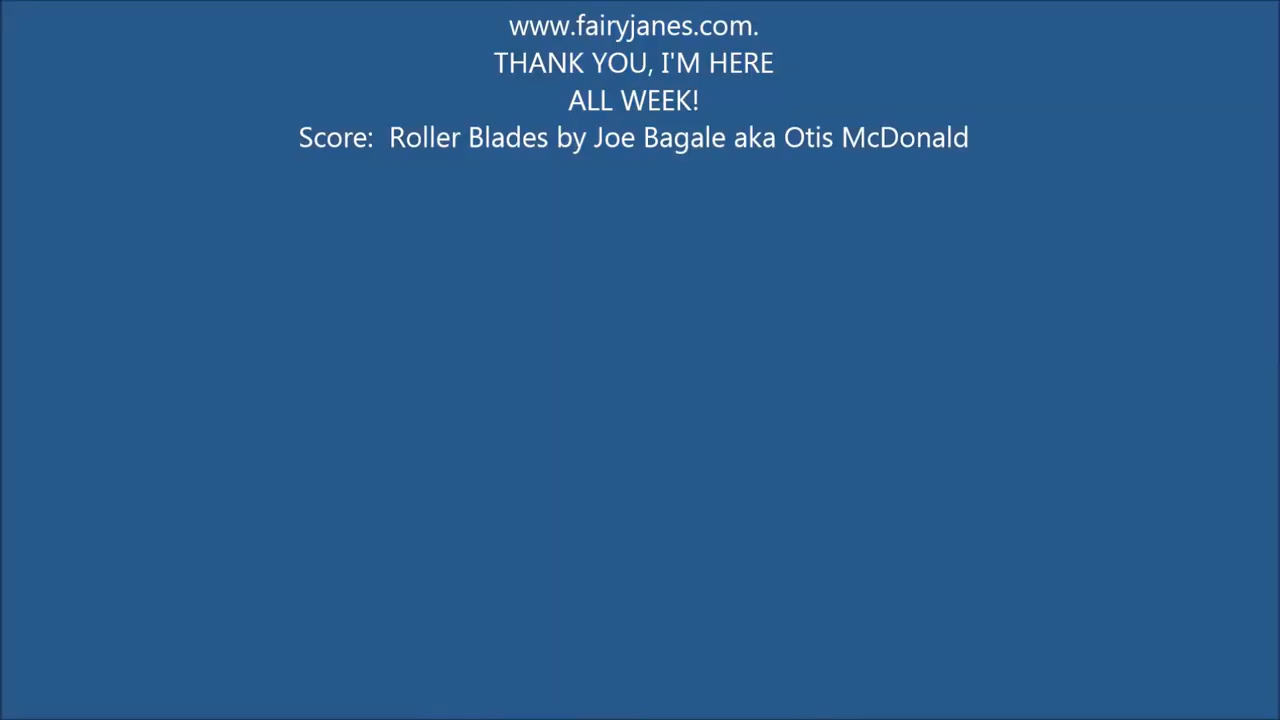 www.fairyjanes.com.
THANK YOU, I'M HERE
ALL WEEK!
Score:  Roller Blades by Joe Bagale aka Otis McDonald